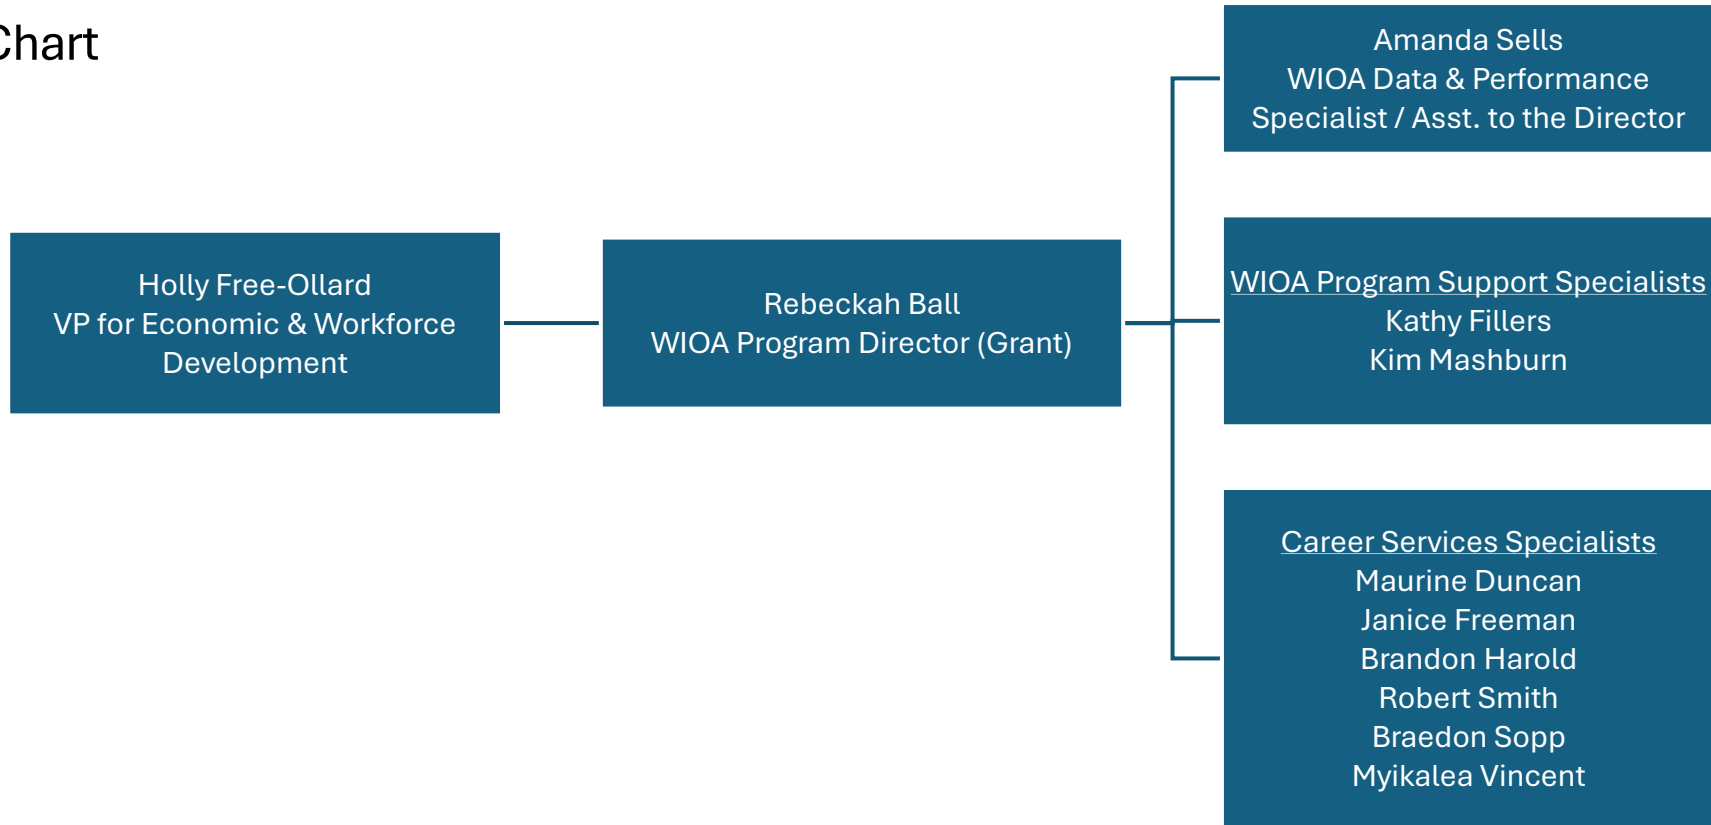 Chart
Amanda Sells
WIOA Data & Performance
Specialist / Asst. to the Director
Holly Free-Ollard
VP for Economic & Workforce
Development
Rebeckah Ball
WIOA Program Director (Grant)
WIOA Program Support Specialists
Kathy Fillers
Kim Mashburn
Career Services Specialists
Maurine Duncan
Janice Freeman
Brandon Harold
Robert Smith
Braedon Sopp
Myikalea Vincent